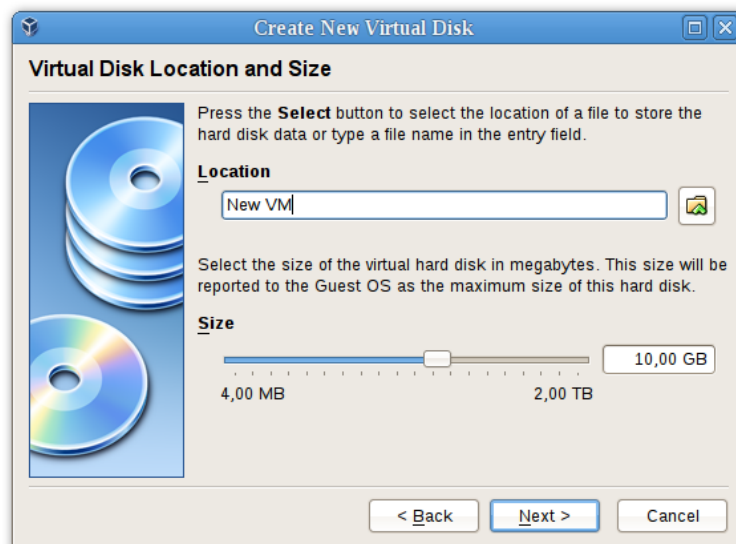 Create New Virtual Disk
Virtual Disk Location and Size
Press the Select button to select the location of a file to store the
hard disk data or type a file name in the entry field.
Location
New VM
Select the size of the virtual hard disk in megabytes. This size will be
reported to the Guest OS as the maximum size of this hard disk.
Size
10,00 GB
4,00 MB 2,00 TB
< Back Next > Cancel